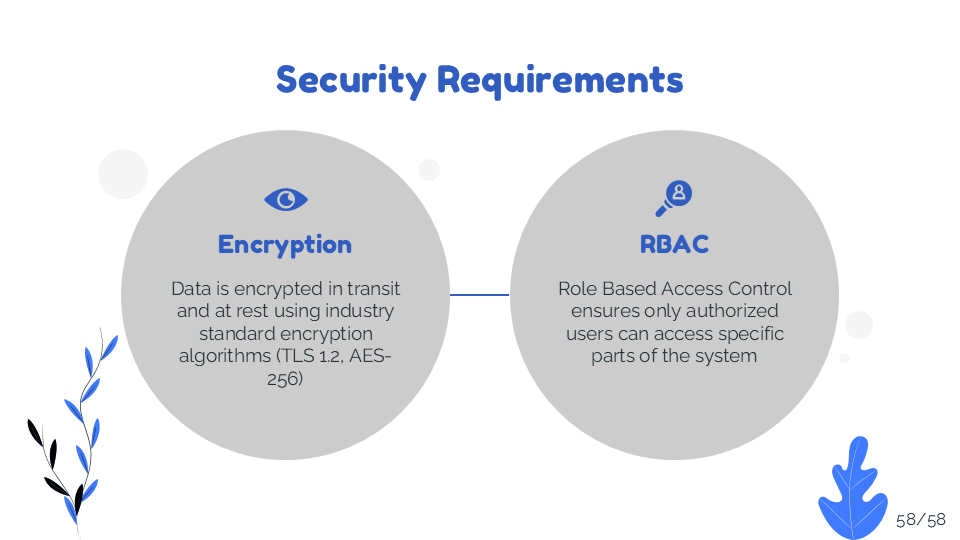 Security Requirements
Encryption
Data is encrypted in transit
and at rest using industry
standard encryption
algorithms (TLS 1.2, AES-
256)
RBAC
Role Based Access Control
ensures only authorized
users can access specific
parts of the system
58/58